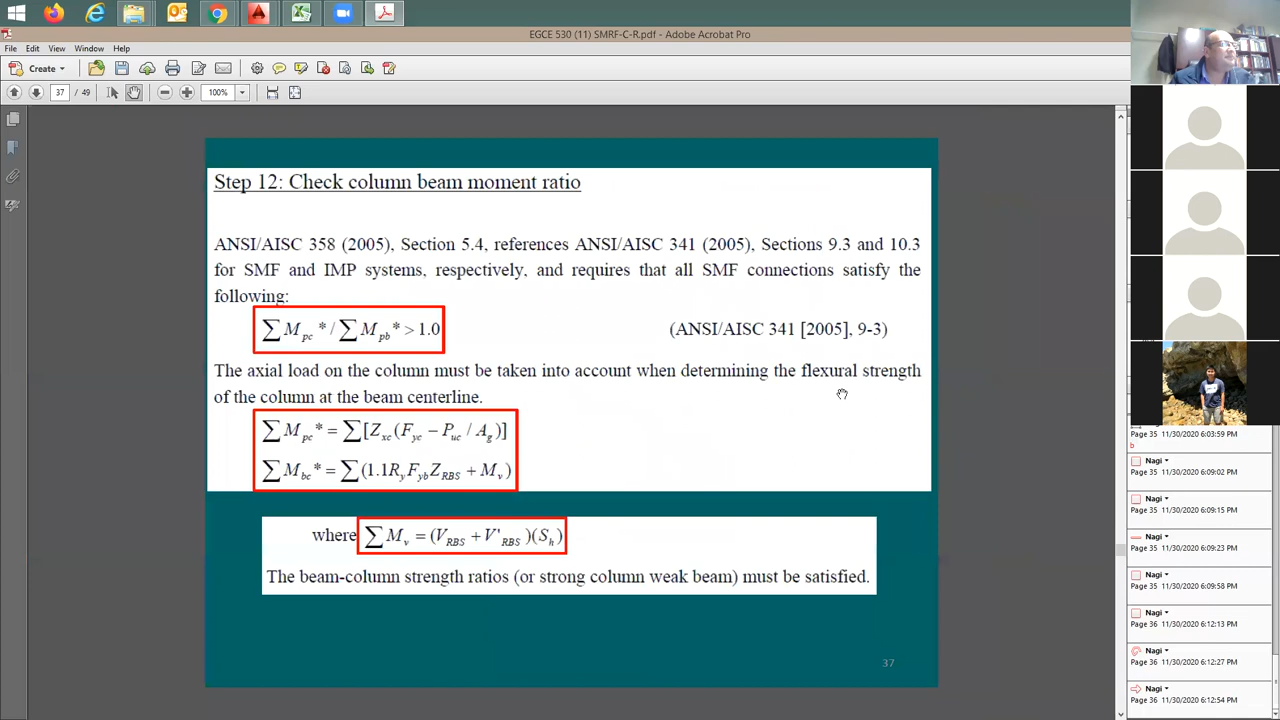 EGCE 530 (11) SMRF-C-R.pdf - Adobe Acrobat Pro
File Edit View Window Help
Create
37 / 49 100%
Step 12: Check column beam moment ratio
ANSI/AISC 358 (2005), Section 5.4, references ANSI/AISC 341 (2005), Sections 9.3 and 10.3
for SMF and IMP systems, respectively, and requires that all SMF connections satisfy the
following:
∑ M_pc * / ∑ M_pb * > 1.0 (ANSI/AISC 341 [2005], 9-3)
The axial load on the column must be taken into account when determining the flexural strength
of the column at the beam centerline.
∑ M_pc * = ∑[Z_xc (F_yc − P_uc / A_g)]
∑ M_bc * = ∑(1.1R_y F_yb Z_RBS + M_v)
where ∑ M_v = (V_RBS + V'_RBS )(S_h)
The beam-column strength ratios (or strong column weak beam) must be satisfied.
37
Page 35 11/30/2020 6:03:59 PM
b
Nagi
Page 35 11/30/2020 6:09:02 PM
Nagi
Page 35 11/30/2020 6:09:15 PM
Nagi
Page 35 11/30/2020 6:09:23 PM
Nagi
Page 35 11/30/2020 6:09:58 PM
Nagi
Page 36 11/30/2020 6:12:13 PM
Nagi
Page 36 11/30/2020 6:12:27 PM
Nagi
Page 36 11/30/2020 6:12:54 PM